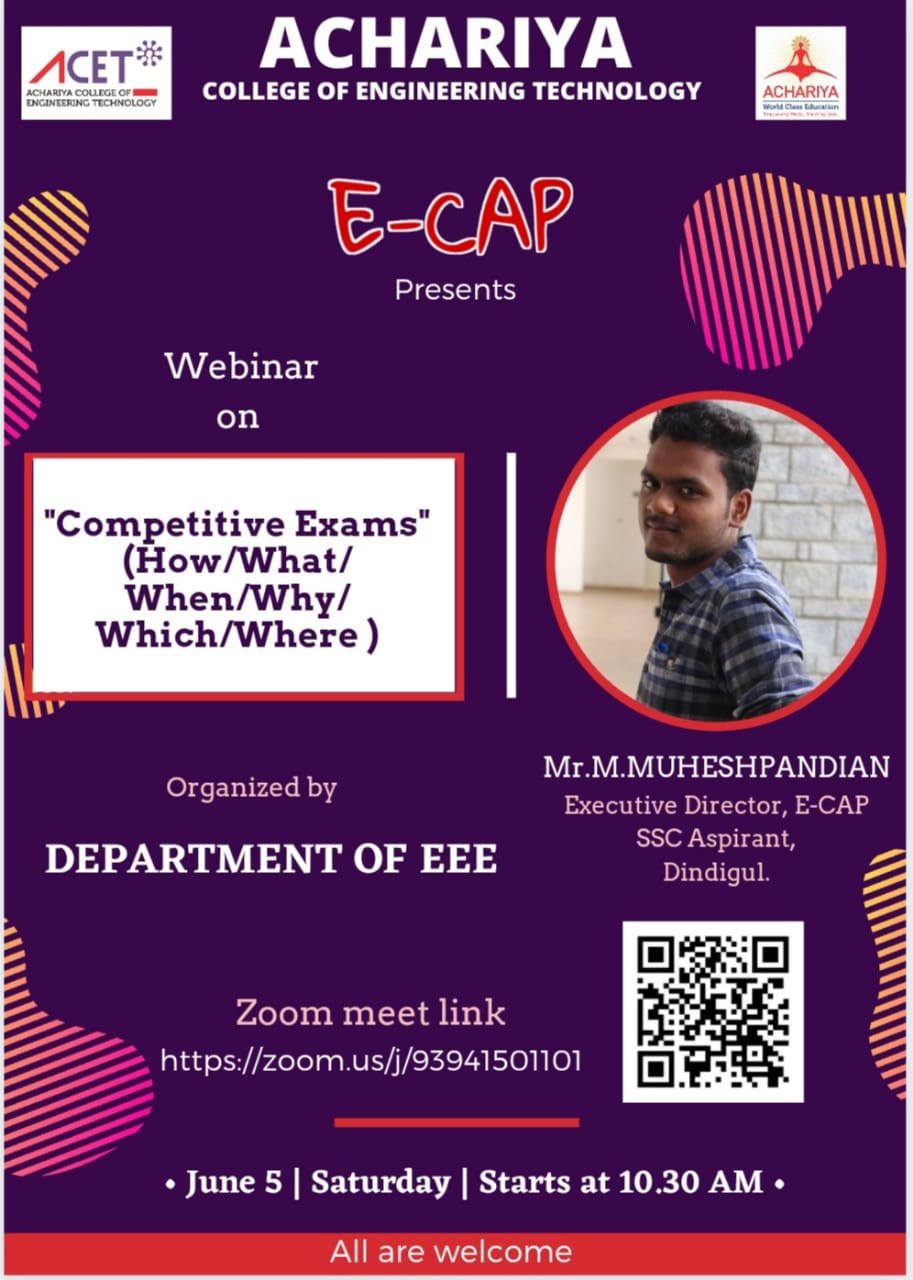 ACHARIYA
COLLEGE OF ENGINEERING TECHNOLOGY
ACET
ACHARIYA COLLEGE OF
ENGINEERING TECHNOLOGY
ACHARIYA
World Class Education
E-CAP
Presents
Webinar
on
"Competitive Exams"
(How/What/
When/Why/
Which/Where )
Mr.M.MUHESHPANDIAN
Executive Director, E-CAP
SSC Aspirant,
Dindigul.
Organized by
DEPARTMENT OF EEE
Zoom meet link
https://zoom.us/j/93941501101
• June 5 | Saturday | Starts at 10.30 AM •
All are welcome